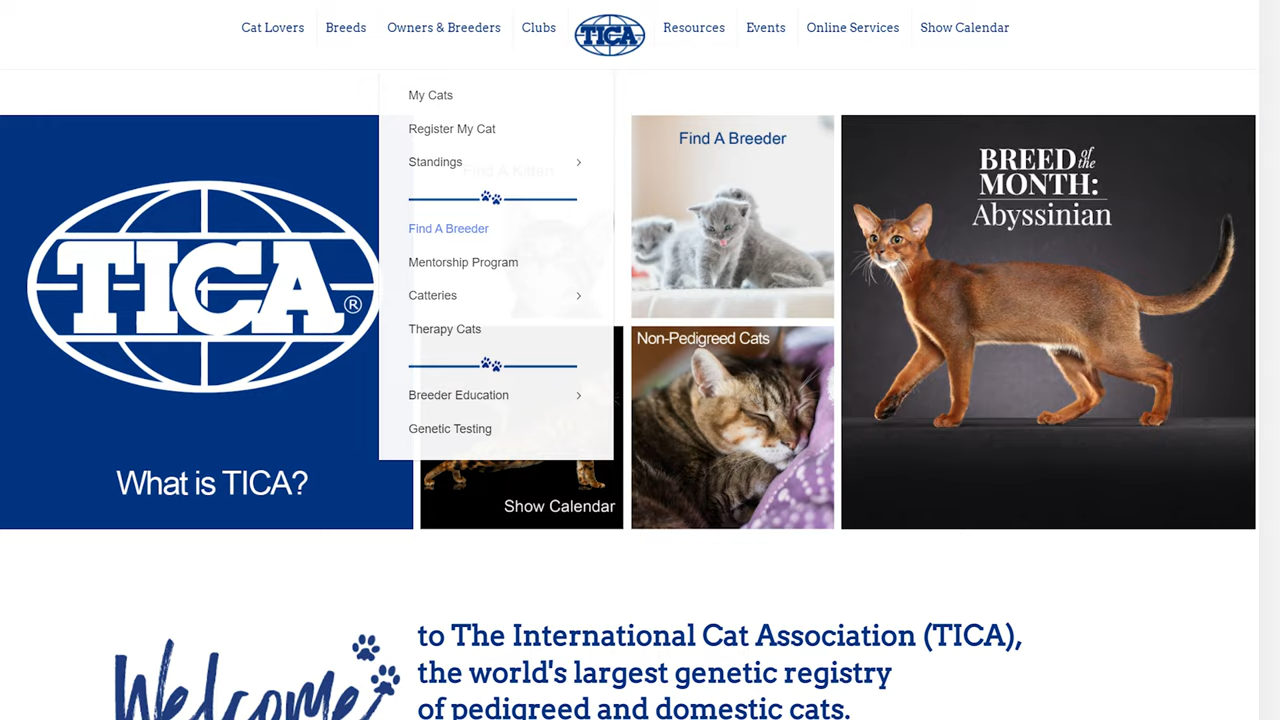 Cat Lovers
Breeds
Owners & Breeders
Clubs
TICA
Resources
Events
Online Services
Show Calendar
My Cats
Register My Cat
Standings
Find A Breeder
Mentorship Program
Catteries
Therapy Cats
Breeder Education
Genetic Testing
TICA®
What is TICA?
Find A Kitten
Show Calendar
Find A Breeder
Non-Pedigreed Cats
BREED of the
MONTH:
Abyssinian
Welcome
to The International Cat Association (TICA),
the world's largest genetic registry
of pedigreed and domestic cats.